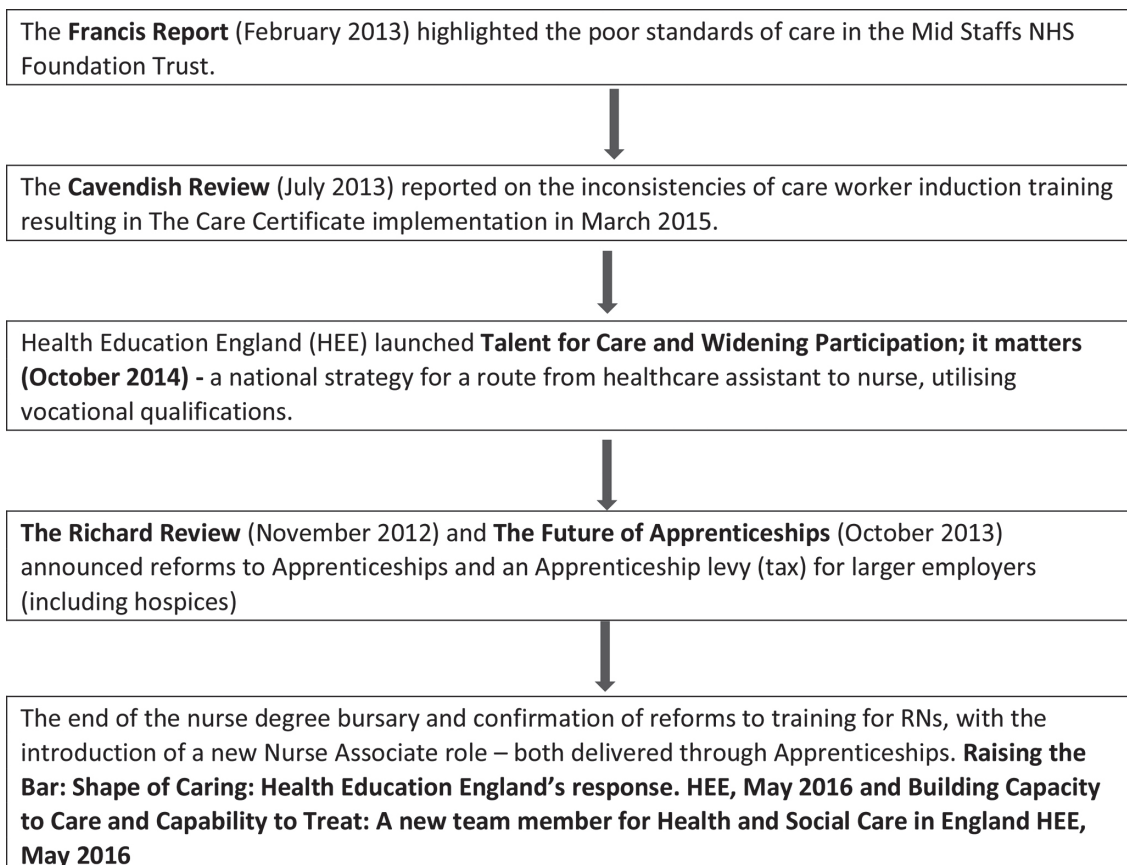 The Francis Report (February 2013) highlighted the poor standards of care in the Mid Staffs NHS
Foundation Trust.
The Cavendish Review (July 2013) reported on the inconsistencies of care worker induction training
resulting in The Care Certificate implementation in March 2015.
Health Education England (HEE) launched Talent for Care and Widening Participation; it matters
(October 2014) - a national strategy for a route from healthcare assistant to nurse, utilising
vocational qualifications.
The Richard Review (November 2012) and The Future of Apprenticeships (October 2013)
announced reforms to Apprenticeships and an Apprenticeship levy (tax) for larger employers
(including hospices)
The end of the nurse degree bursary and confirmation of reforms to training for RNs, with the
introduction of a new Nurse Associate role – both delivered through Apprenticeships. Raising the
Bar: Shape of Caring: Health Education England’s response. HEE, May 2016 and Building Capacity
to Care and Capability to Treat: A new team member for Health and Social Care in England HEE,
May 2016